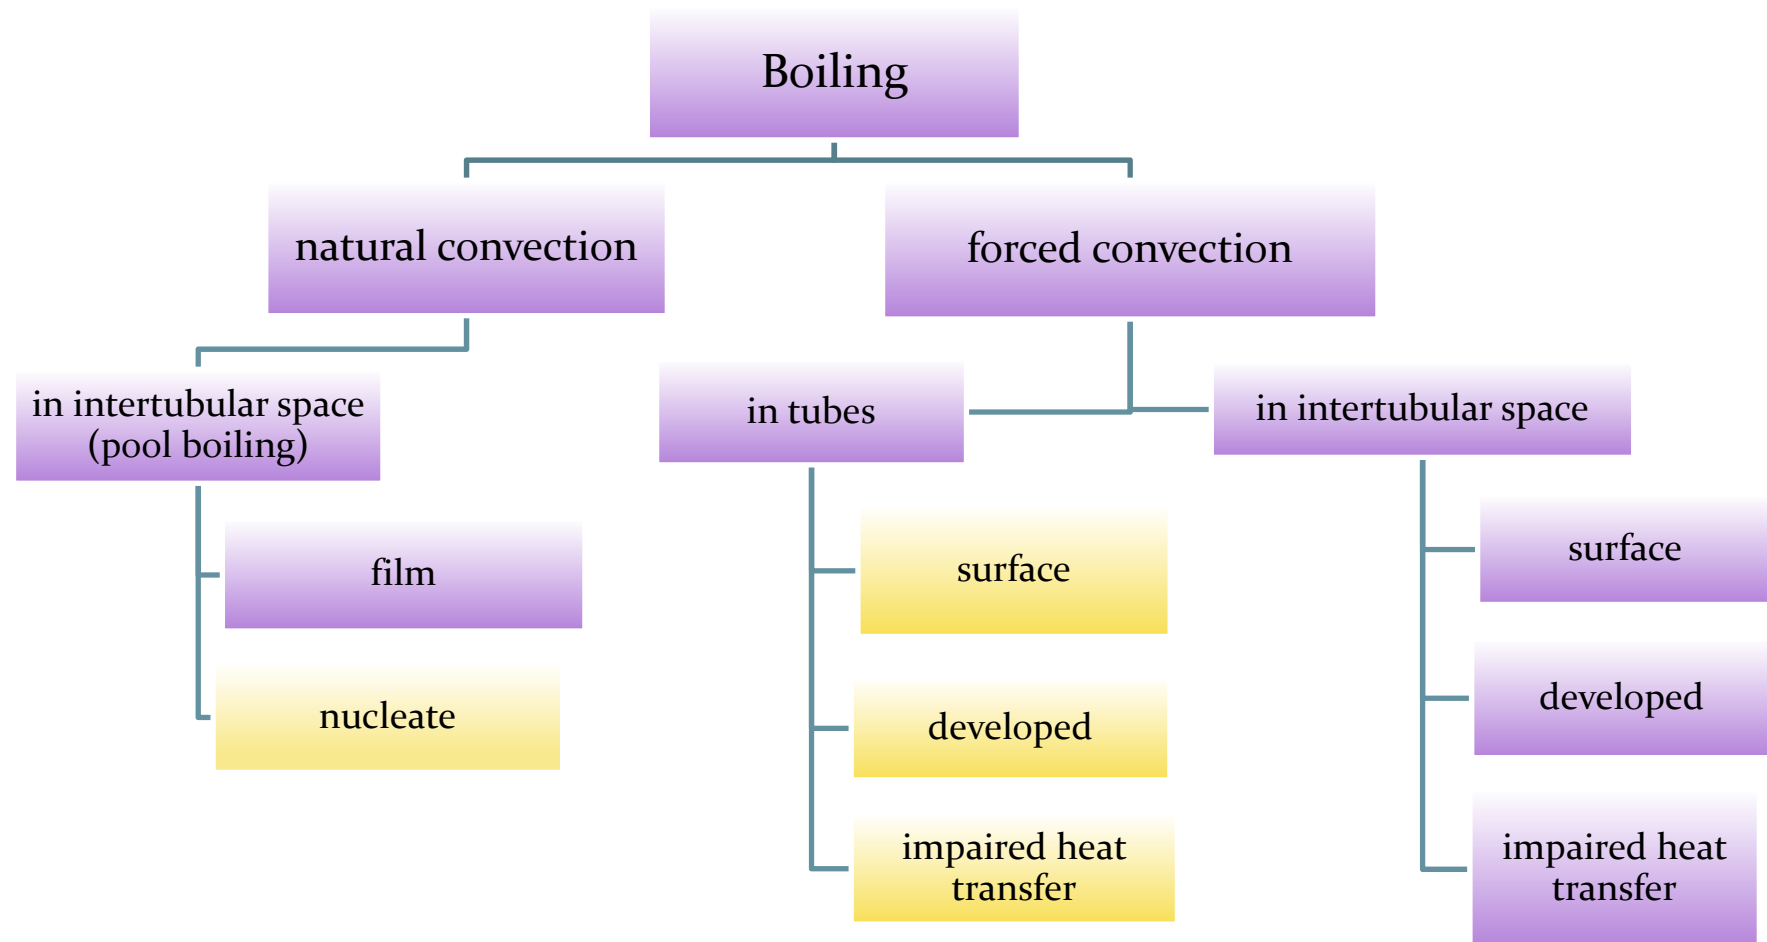 Boiling
natural convection
forced convection
in intertubular space
(pool boiling)
film
nucleate
in tubes
surface
developed
impaired heat
transfer
in intertubular space
surface
developed
impaired heat
transfer